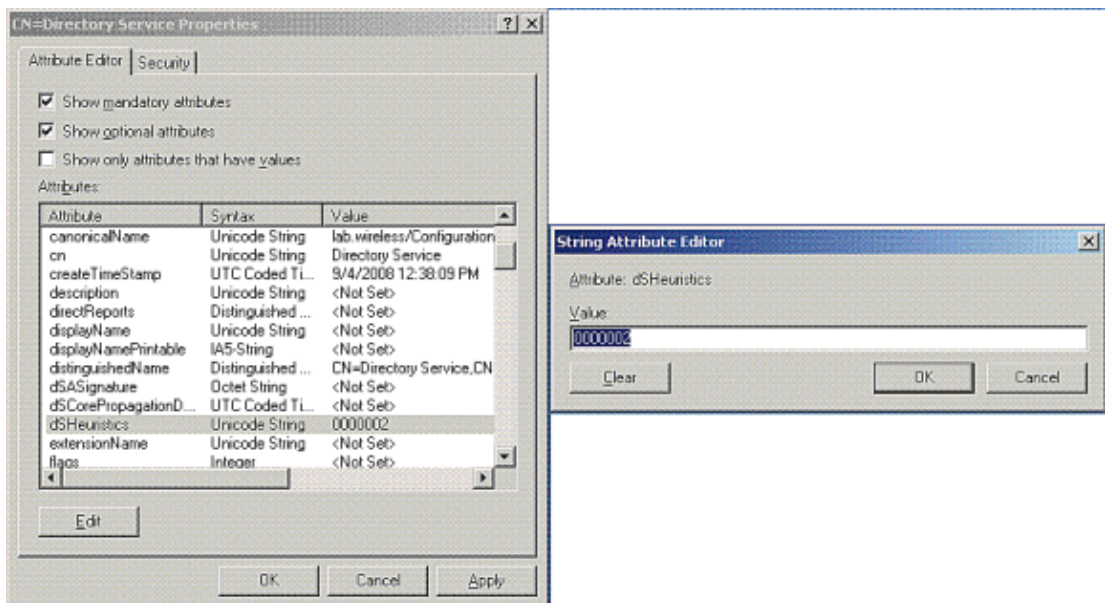 CN=Directory Service Properties
Attribute Editor
Security
Show mandatory attributes
Show optional attributes
Show only attributes that have values
Attributes:
Attribute Syntax Value
canonicalName Unicode String lab.wireless/Configuration
cn Unicode String Directory Service
createTimeStamp UTC Coded Ti... 9/4/2008 12:38:09 PM
description Unicode String <Not Set>
directReports Distinguished ... <Not Set>
displayName Unicode String <Not Set>
displayNamePrintable IA5-String <Not Set>
distinguishedName Distinguished ... CN=Directory Service,CN
dSASignature Octet String <Not Set>
dSCorePropagationD... UTC Coded Ti... <Not Set>
dSHeuristics Unicode String 0000002
extensionName Unicode String <Not Set>
flags Integer <Not Set>
Edit
OK Cancel Apply
String Attribute Editor
Attribute: dSHeuristics
Value:
0000002
Clear OK Cancel